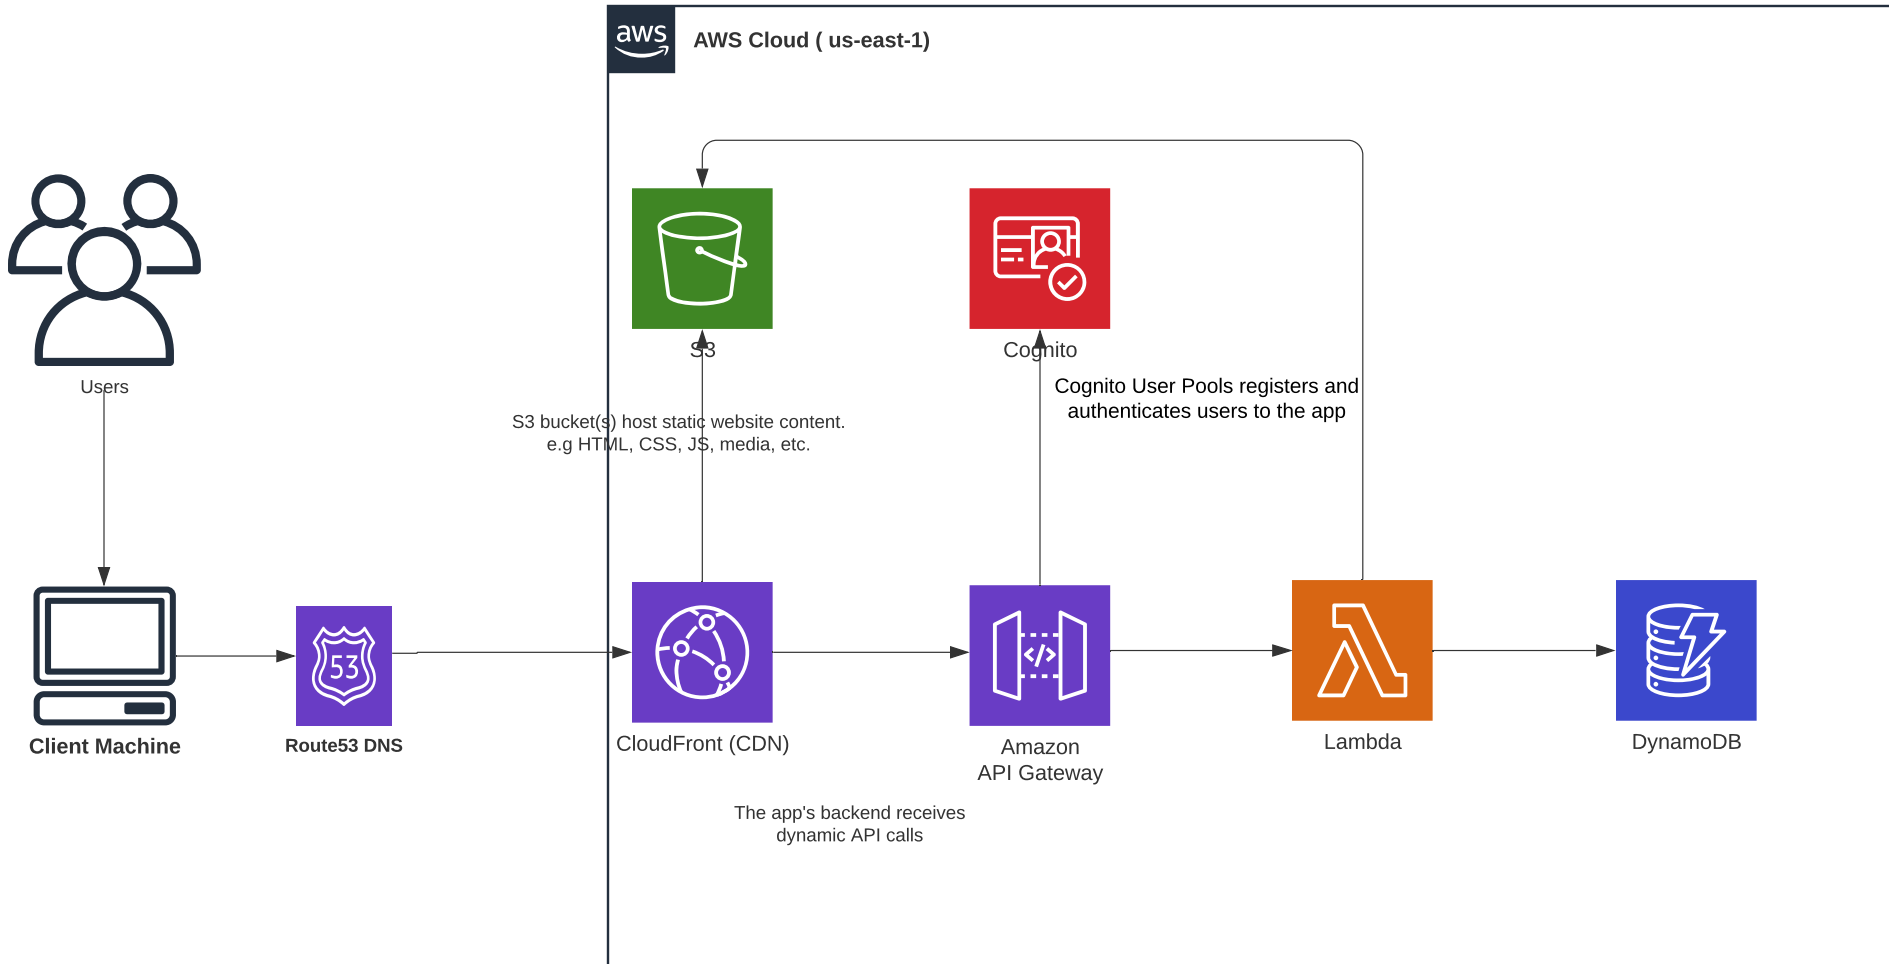 aws
AWS Cloud ( us-east-1)
S3
Cognito
Users
Cognito User Pools registers and
authenticates users to the app
S3 bucket(s) host static website content.
e.g HTML, CSS, JS, media, etc.
53
Client Machine
Route53 DNS
CloudFront (CDN)
Amazon
API Gateway
Lambda
DynamoDB
The app's backend receives
dynamic API calls